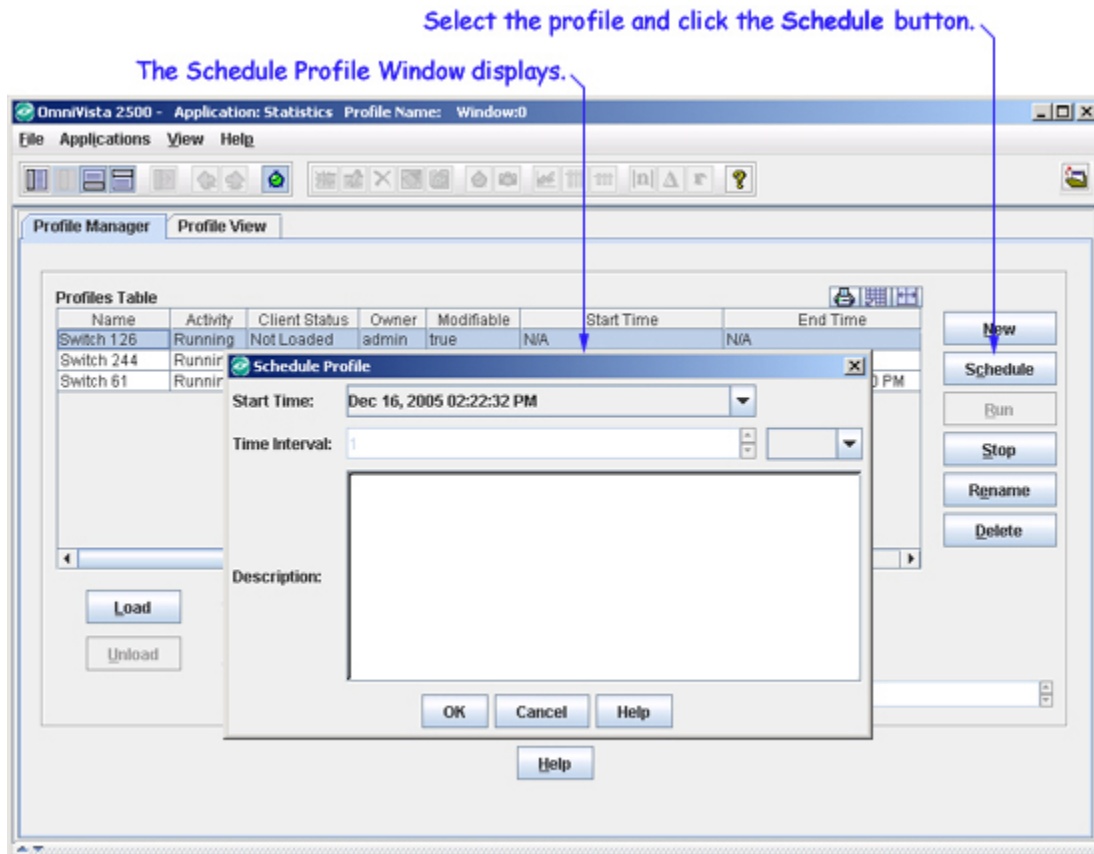 Select the profile and click the Schedule button.
The Schedule Profile Window displays.
OmniVista 2500 - Application: Statistics Profile Name: Window:0
File Applications View Help
Profile Manager Profile View
Profiles Table
Name Activity Client Status Owner Modifiable Start Time End Time
Switch 126 Running Not Loaded admin true N/A N/A
Switch 244
Switch 61 PM
New
Schedule
Run
Stop
Rename
Delete
Schedule Profile
Start Time: Dec 16, 2005 02:22:32 PM
Time Interval: 1
Description:
OK Cancel Help
Load
Unload
Help